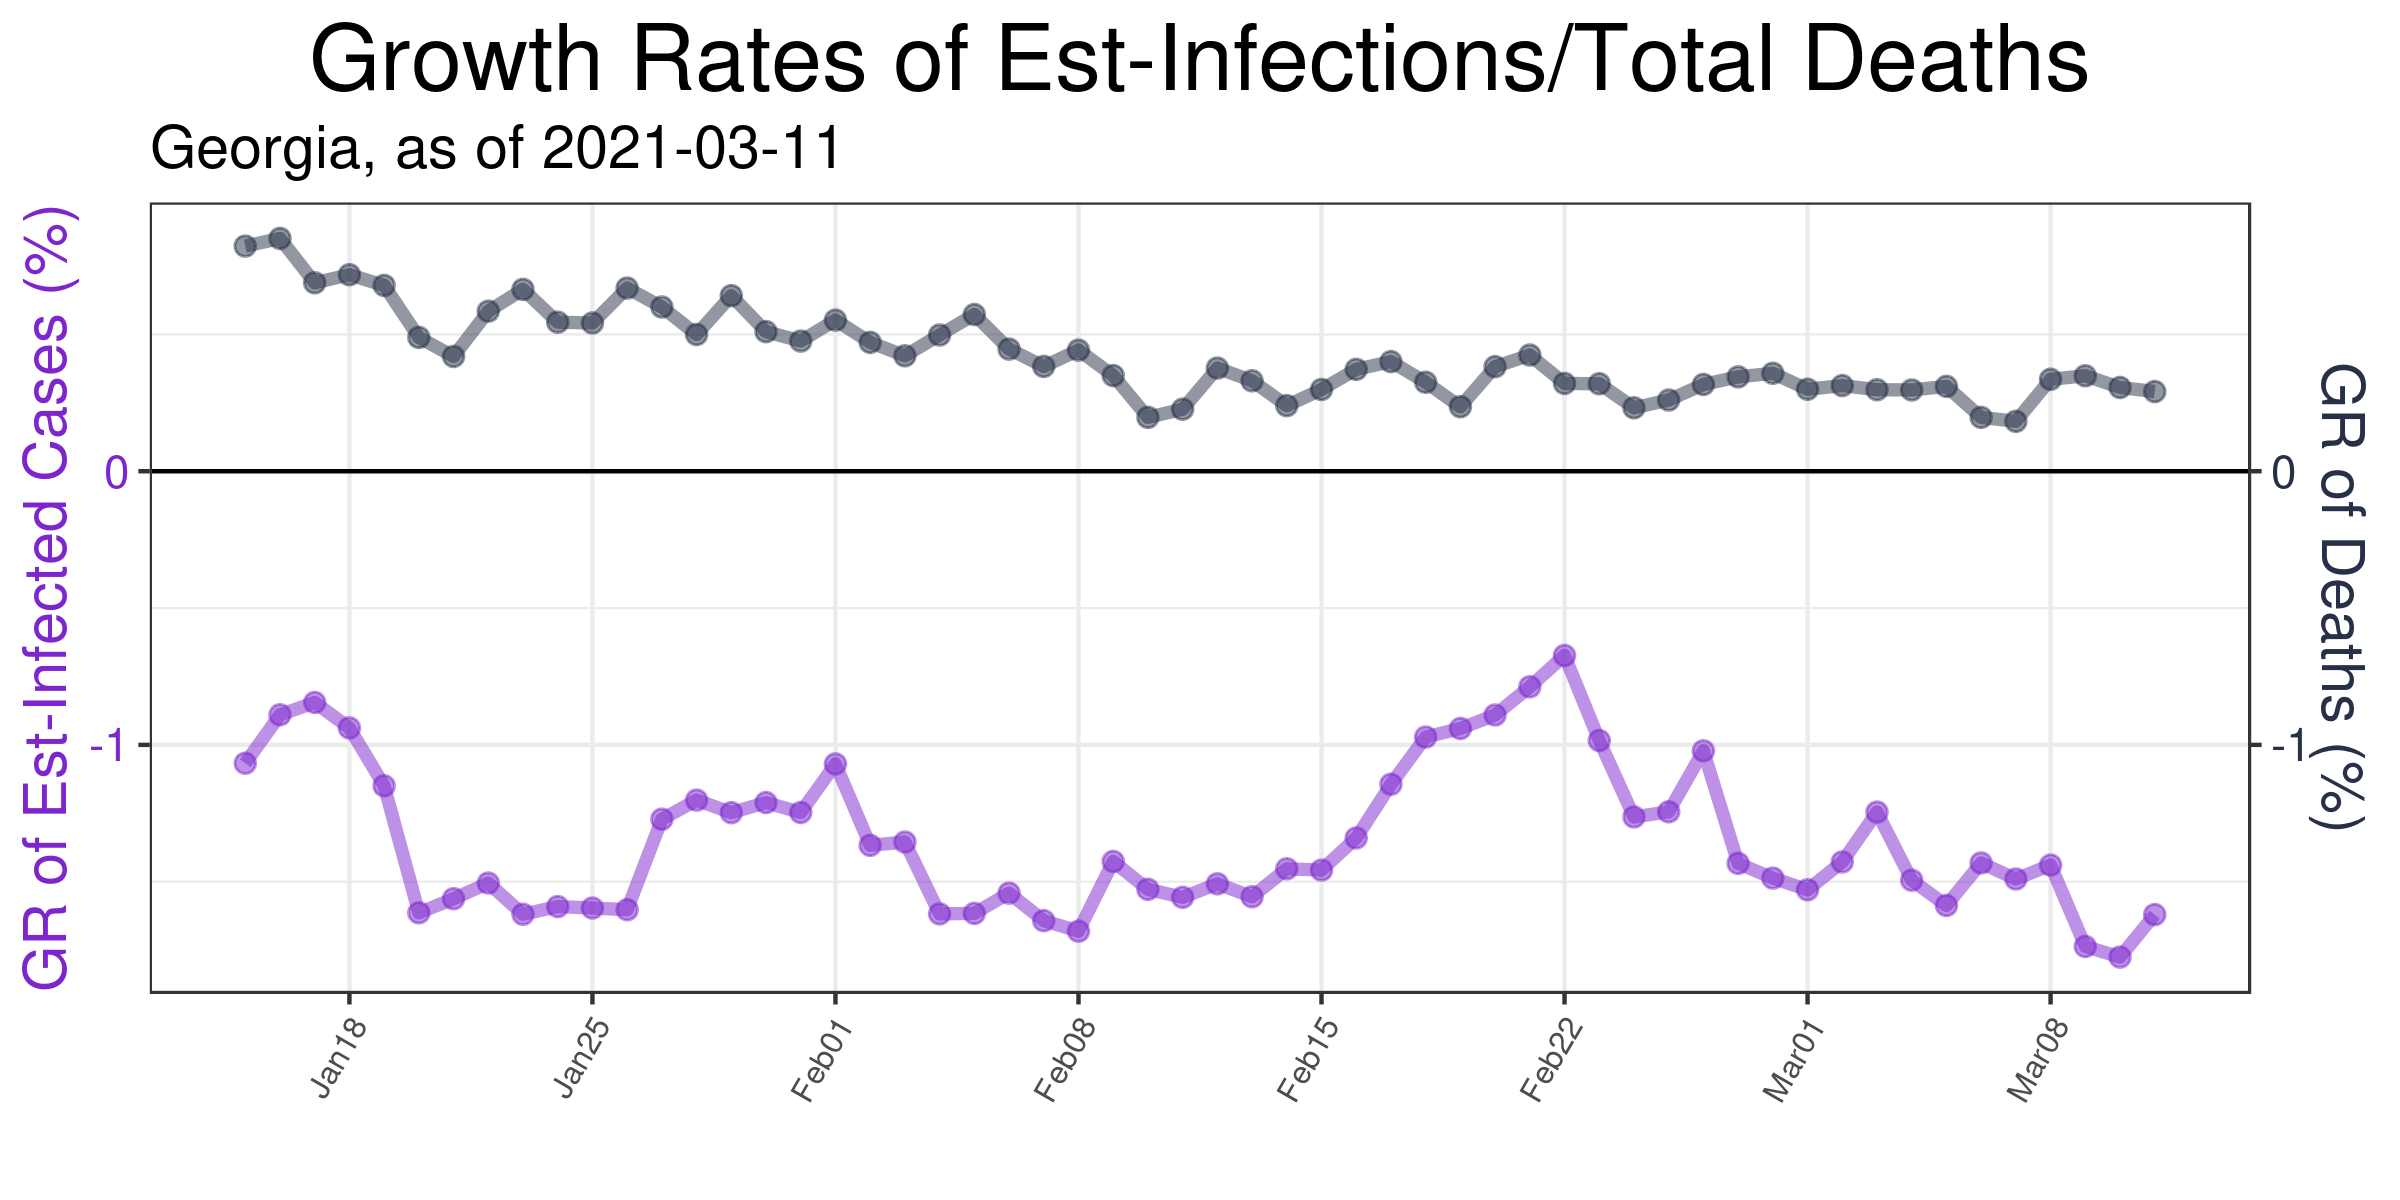 Growth Rates of Est-Infections/Total Deaths
Georgia, as of 2021-03-11
GR of Est-Infected Cases (%)
0
-1
0
-1
GR of Deaths (%)
Jan18
Jan25
Feb01
Feb08
Feb15
Feb22
Mar01
Mar08